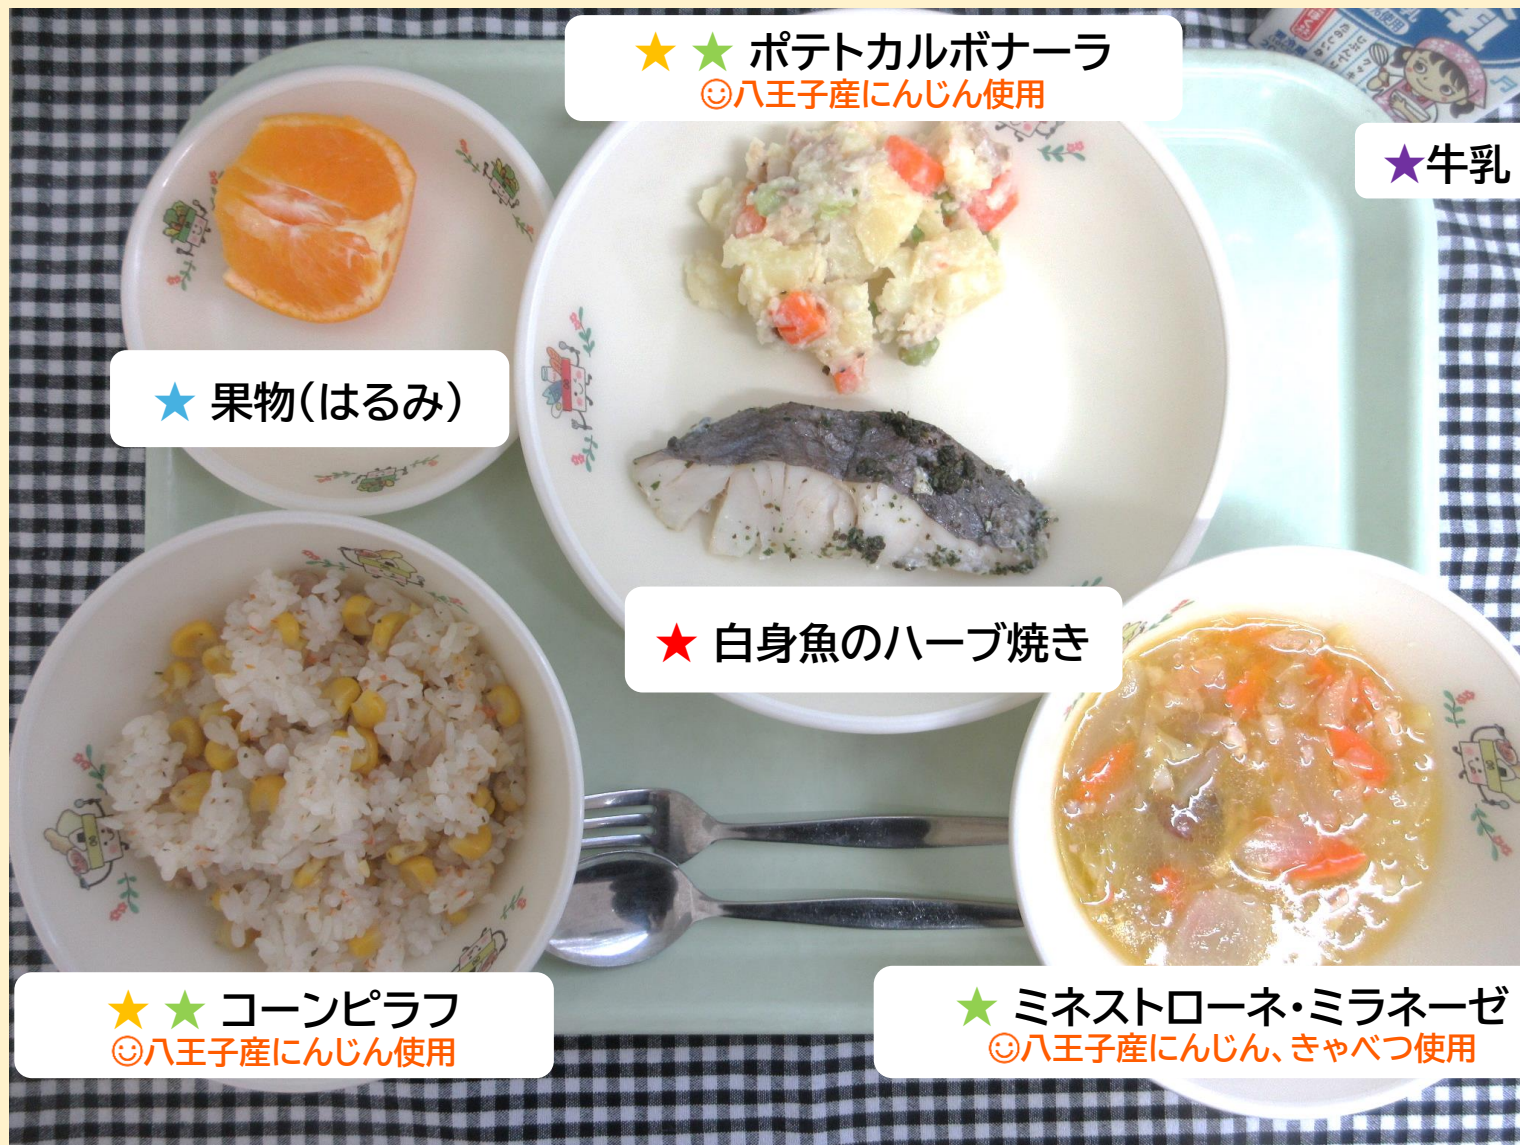 ★ ★ ポテトカルボナーラ
☺八王子産にんじん使用
★牛乳
★ 果物(はるみ)
★ 白身魚のハーブ焼き
★ ★ コーンピラフ
☺八王子産にんじん使用
★ ミネストローネ・ミラネーゼ
☺八王子産にんじん、きゃべつ使用